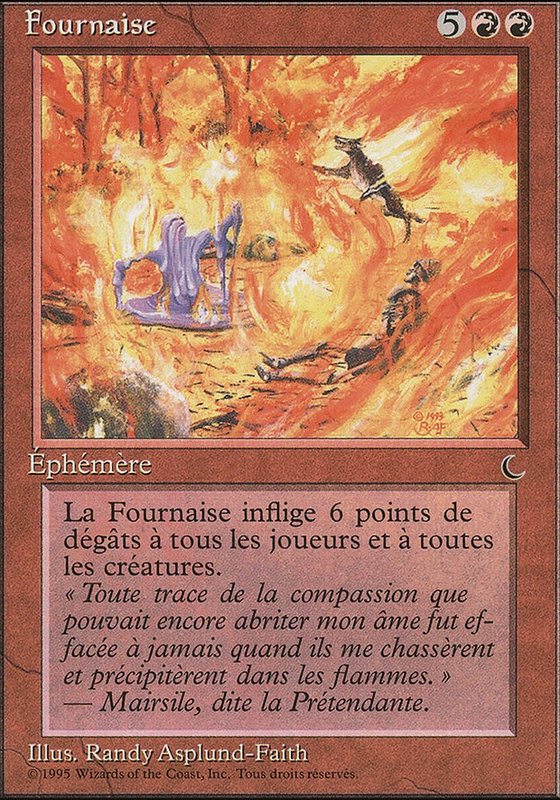 Fournaise
5
© 1993
RAF
Éphémère
La Fournaise inflige 6 points de
dégâts à tous les joueurs et à toutes
les créatures.
« Toute trace de la compassion que
pouvait encore abriter mon âme fut ef-
facée à jamais quand ils me chassèrent
et précipitèrent dans les flammes. »
— Mairsile, dite la Prétendante.
Illus. Randy Asplund-Faith
© 1995 Wizards of the Coast, Inc. Tous droits réservés.